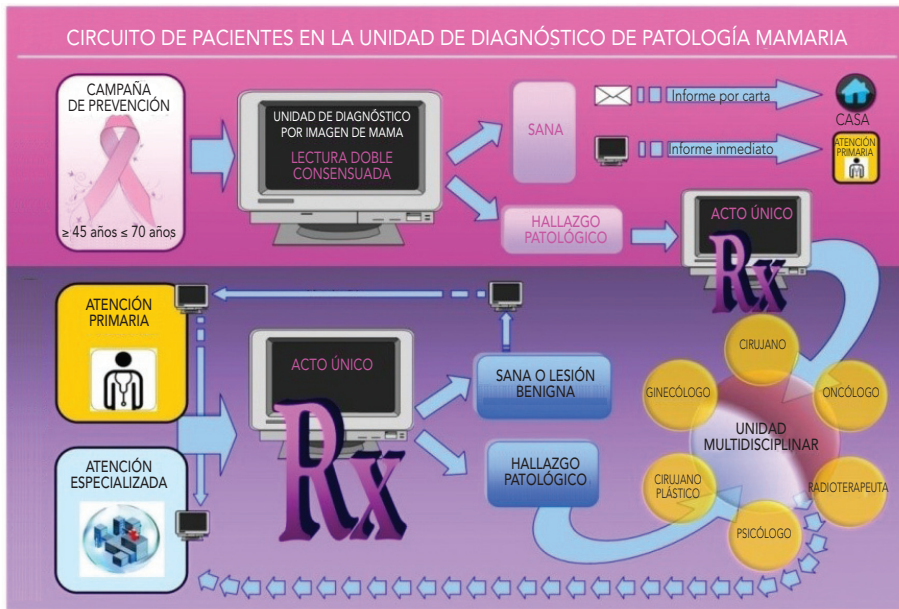 CIRCUITO DE PACIENTES EN LA UNIDAD DE DIAGNÓSTICO DE PATOLOGÍA MAMARIA
CAMPAÑA
DE PREVENCIÓN
≥ 45 años ≤ 70 años
UNIDAD DE DIAGNÓSTICO
POR IMAGEN DE MAMA
LECTURA DOBLE
CONSENSUADA
SANA
Informe por carta
CASA
Informe inmediato
ATENCIÓN
PRIMARIA
HALLAZGO
PATOLÓGICO
ACTO ÚNICO
Rx
ATENCIÓN
PRIMARIA
ATENCIÓN
ESPECIALIZADA
ACTO ÚNICO
Rx
SANA O LESIÓN
BENIGNA
HALLAZGO
PATOLÓGICO
CIRUJANO
GINECÓLOGO
ONCÓLOGO
UNIDAD
MULTIDISCIPLINAR
CIRUJANO
PLÁSTICO
RADIOTERAPEUTA
PSICÓLOGO